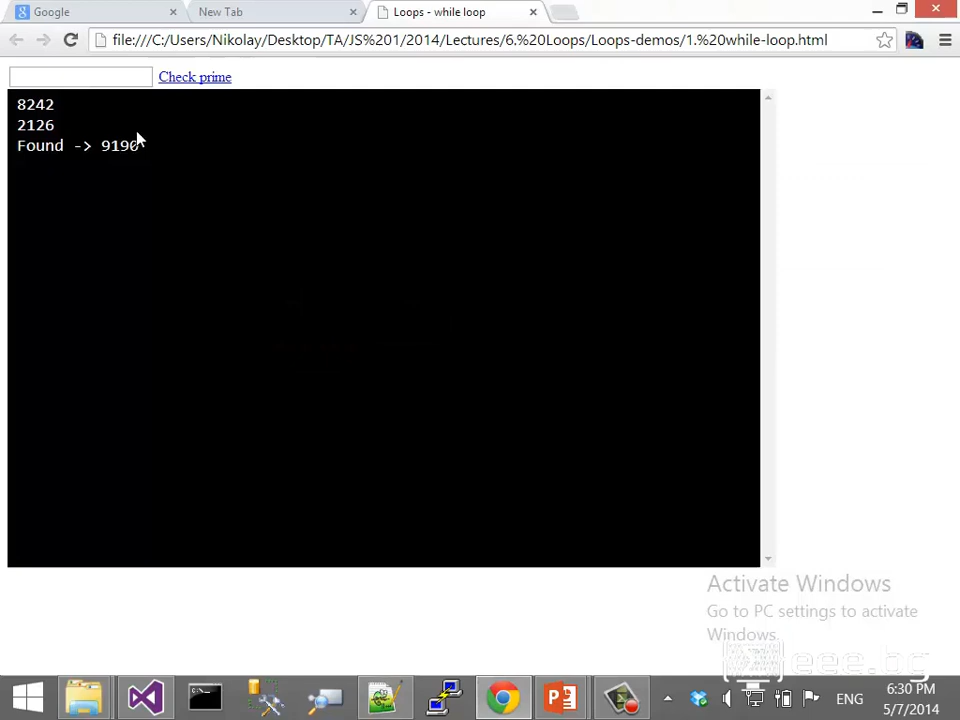 Google
New Tab
Loops - while loop
file:///C:/Users/Nikolay/Desktop/TA/JS%201/2014/Lectures/6.%20Loops/Loops-demos/1.%20while-loop.html
Check prime
8242
2126
Found -> 9190
Activate Windows
Go to PC settings to activate
Windows.
eee.bc
ENG
6:30 PM
5/7/2014